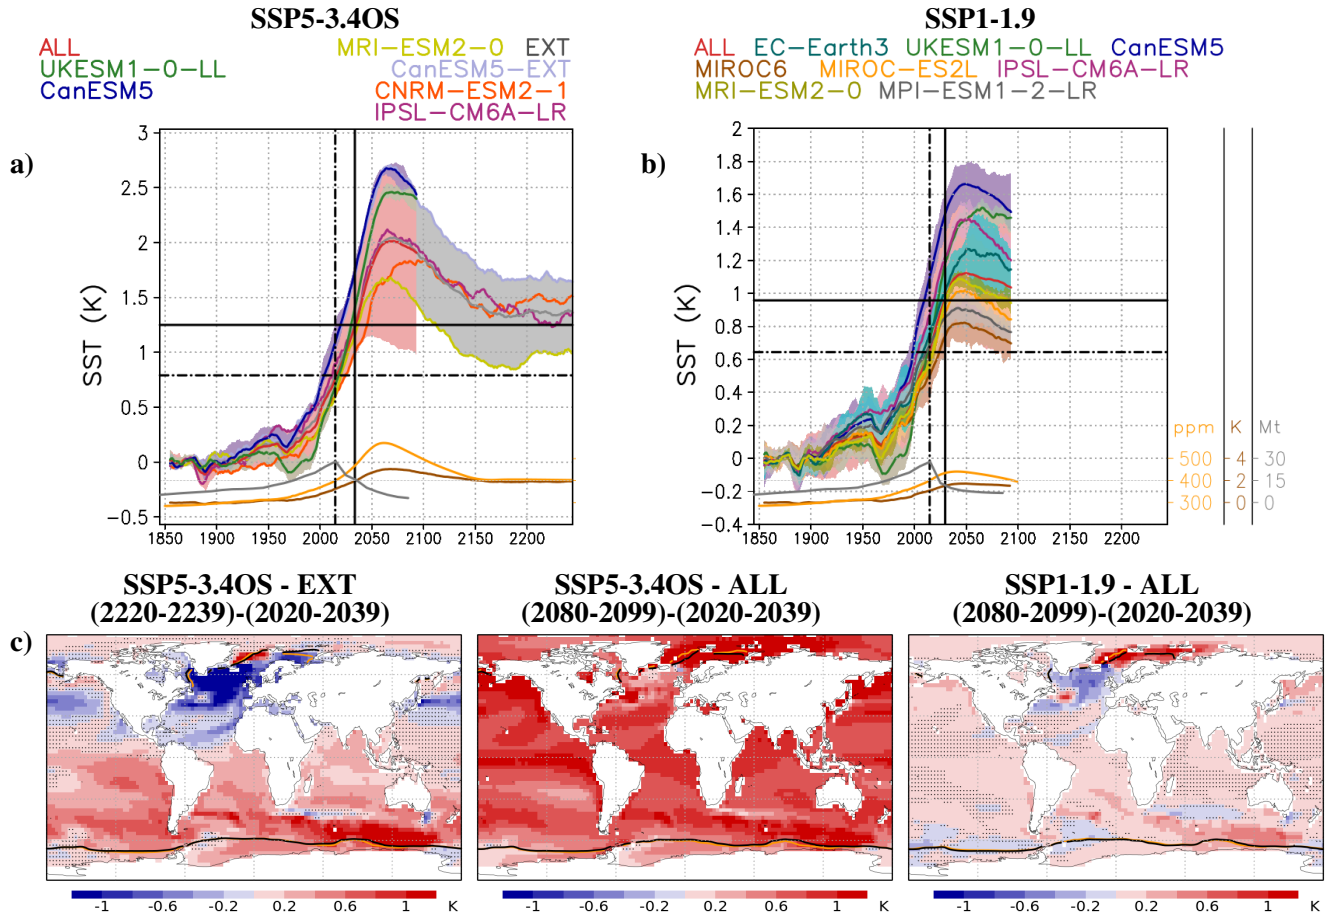 SSP5-3.4OS
SSP1-1.9
ALL MRI-ESM2-0 EXT
UKESM1-0-LL CanESM5-EXT
CanESM5 CNRM-ESM2-1
IPSL-CM6A-LR
ALL EC-Earth3 UKESM1-0-LL CanESM5
MIROC6 MIROC-ES2L IPSL-CM6A-LR
MRI-ESM2-0 MPI-ESM1-2-LR
a)
SST (K)
3
2.5
2
1.5
1
0.5
0
-0.5
1850 1900 1950 2000 2050 2100 2150 2200
b)
SST (K)
2
1.8
1.6
1.4
1.2
1
0.8
0.6
0.4
0.2
0
-0.2
-0.4
1850 1900 1950 2000 2050 2100 2150 2200
ppm K Mt
500 4 30
400 2 15
300 0 0
SSP5-3.4OS - EXT
(2220-2239)-(2020-2039)
SSP5-3.4OS - ALL
(2080-2099)-(2020-2039)
SSP1-1.9 - ALL
(2080-2099)-(2020-2039)
c)
-1 -0.6 -0.2 0.2 0.6 1 K
-1 -0.6 -0.2 0.2 0.6 1 K
-1 -0.6 -0.2 0.2 0.6 1 K